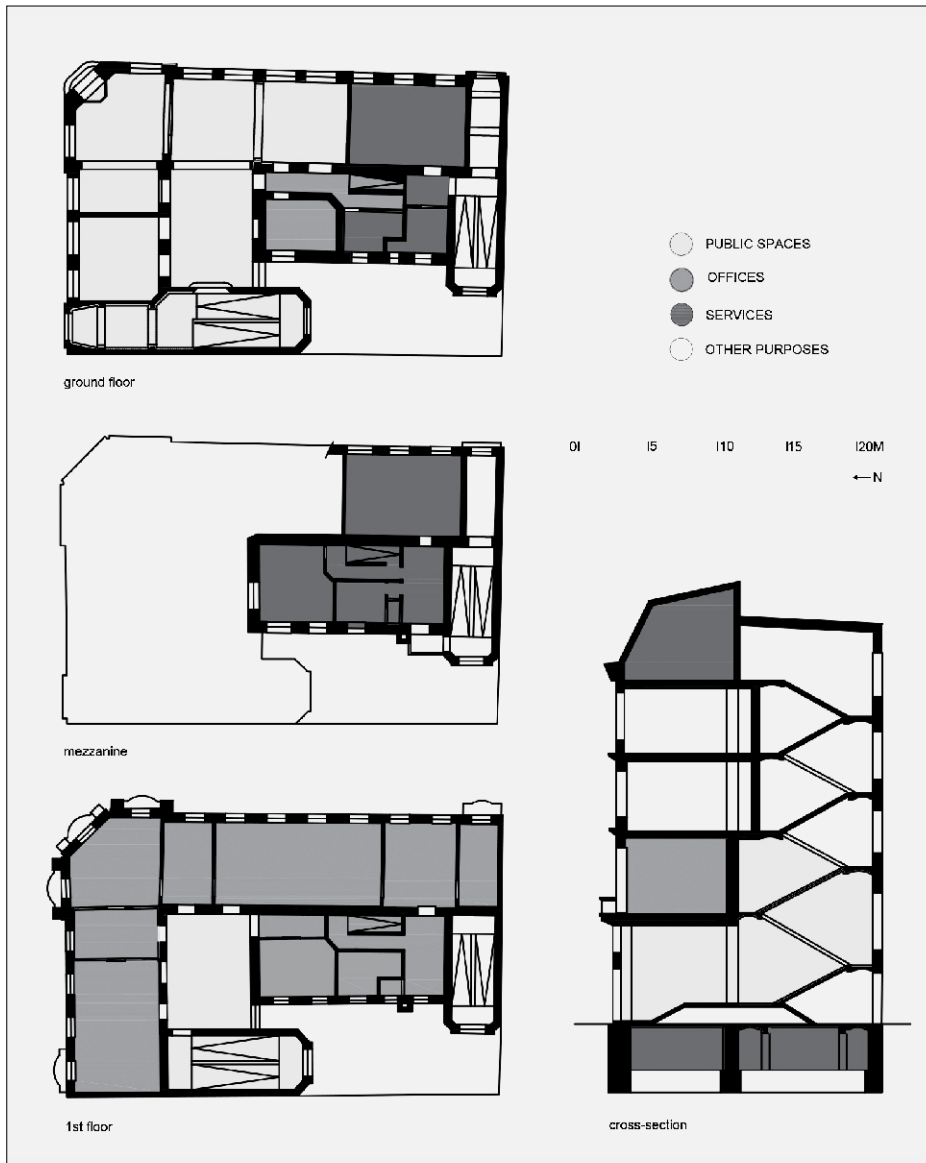 PUBLIC SPACES
OFFICES
SERVICES
OTHER PURPOSES
ground floor
0I I5 I10 I15 I20M
←N
mezzanine
1st floor
cross-section